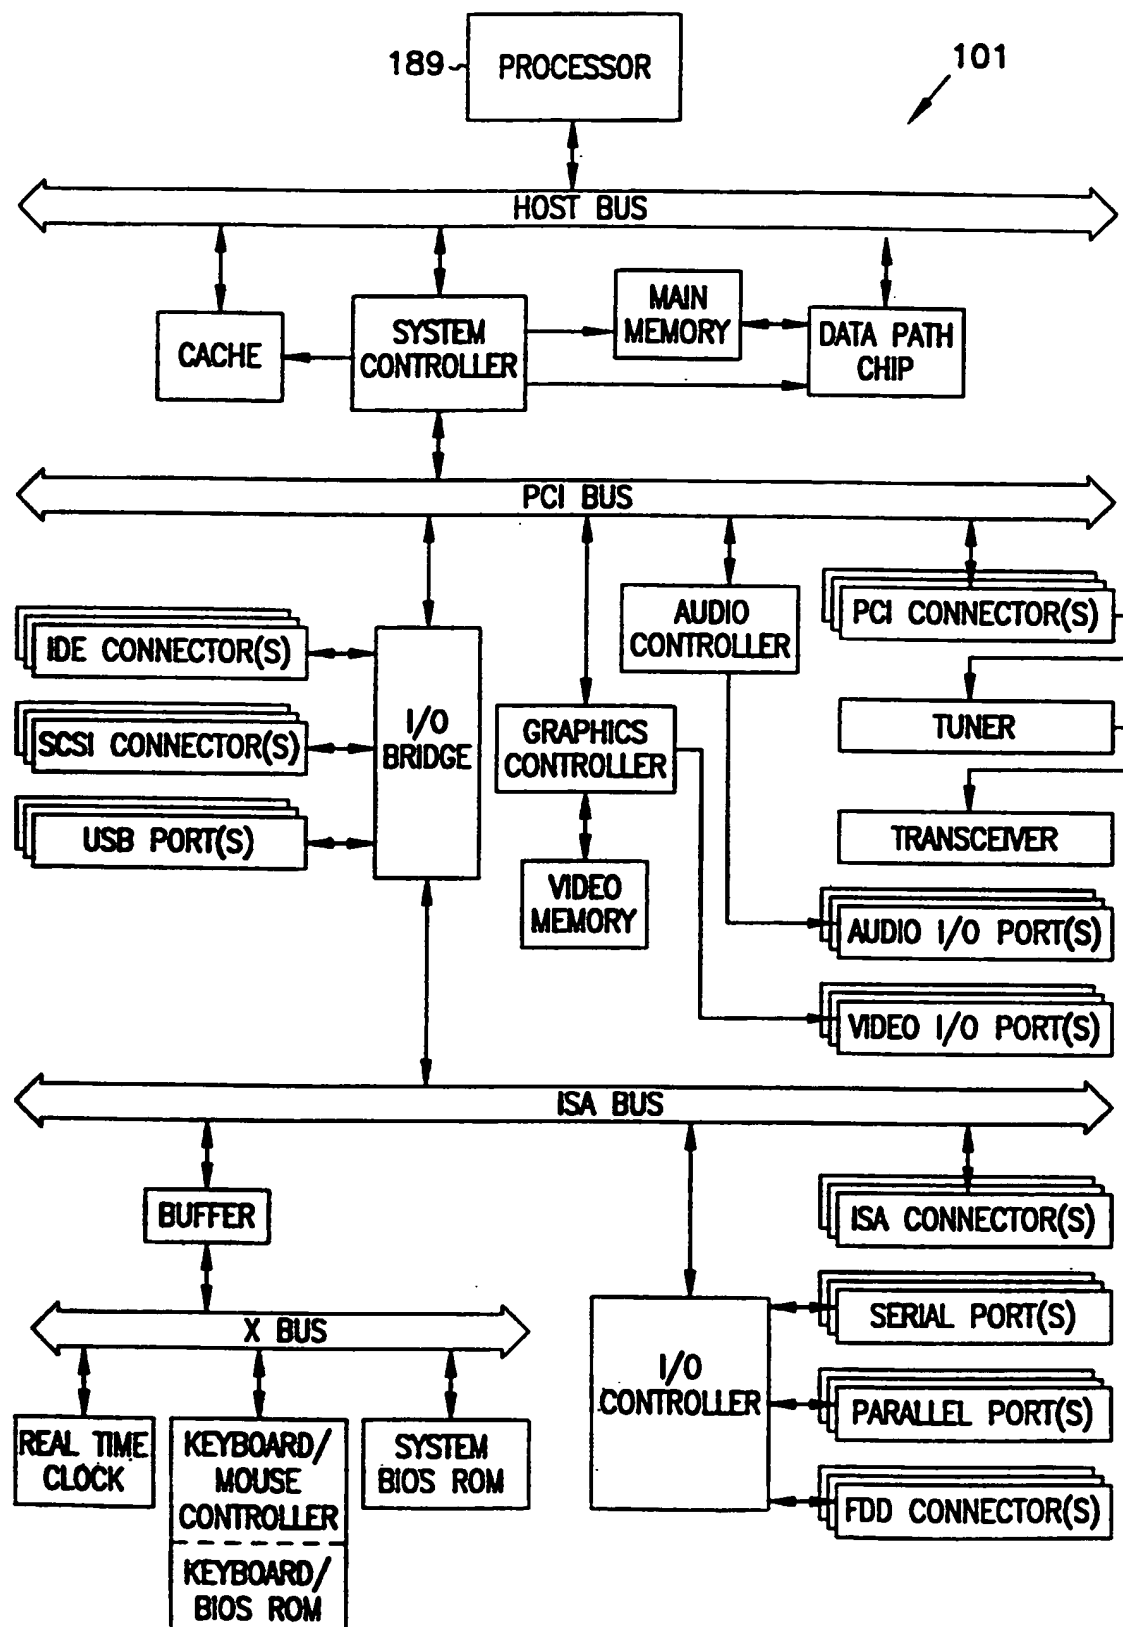 189
PROCESSOR
101
HOST BUS
CACHE
SYSTEM
CONTROLLER
MAIN
MEMORY
DATA PATH
CHIP
PCI BUS
IDE CONNECTOR(S)
SCSI CONNECTOR(S)
USB PORT(S)
I/O
BRIDGE
GRAPHICS
CONTROLLER
VIDEO
MEMORY
AUDIO
CONTROLLER
PCI CONNECTOR(S)
TUNER
TRANSCEIVER
AUDIO I/O PORT(S)
VIDEO I/O PORT(S)
ISA BUS
BUFFER
X BUS
REAL TIME
CLOCK
KEYBOARD/
MOUSE
CONTROLLER
KEYBOARD/
BIOS ROM
SYSTEM
BIOS ROM
I/O
CONTROLLER
ISA CONNECTOR(S)
SERIAL PORT(S)
PARALLEL PORT(S)
FDD CONNECTOR(S)